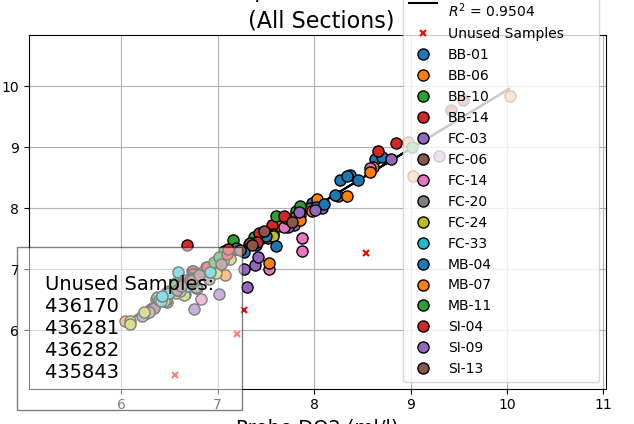 (All Sections)
R² = 0.9504
Unused Samples
BB-01
BB-06
BB-10
BB-14
FC-03
FC-06
FC-14
FC-20
FC-24
FC-33
MB-04
MB-07
MB-11
SI-04
SI-09
SI-13
10
9
8
7
6
Unused Samples:
436170
436281
436282
435843
6 7 8 9 10 11
Probe DO2 (ml/l)